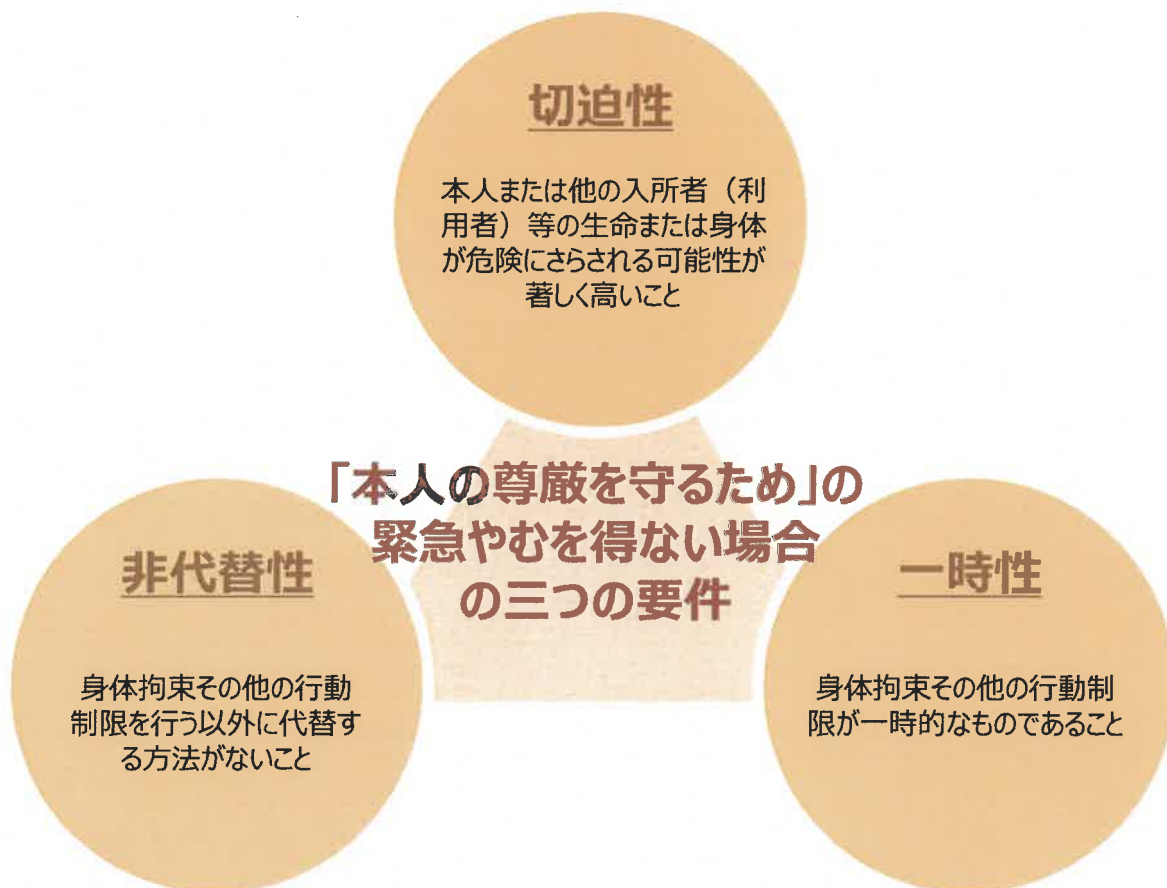 切迫性
本人または他の入所者（利
用者）等の生命または身体
が危険にさらされる可能性が
著しく高いこと
「本人の尊厳を守るため」の
緊急やむを得ない場合
の三つの要件
非代替性
身体拘束その他の行動
制限を行う以外に代替す
る方法がないこと
一時性
身体拘束その他の行動制
限が一時的なものであること